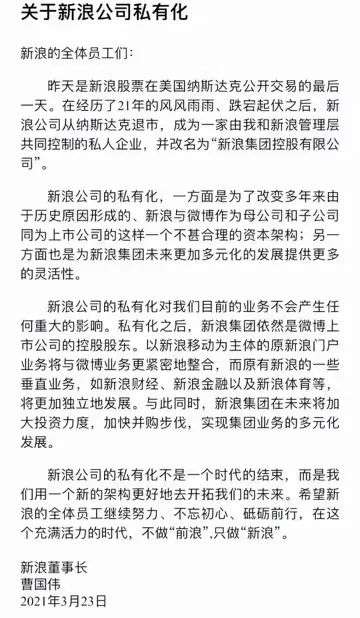 关于新浪公司私有化
新浪的全体员工们：
昨天是新浪股票在美国纳斯达克公开交易的最后
一天。在经历了21年的风风雨雨、跌宕起伏之后，新
浪公司从纳斯达克退市，成为一家由我和新浪管理层
共同控制的私人企业，并改名为“新浪集团控股有限公
司”。
新浪公司的私有化，一方面是为了改变多年来由
于历史原因形成的、新浪与微博作为母公司和子公司
同为上市公司的这样一个不甚合理的资本架构；另一
方面也是为新浪集团未来更加多元化的发展提供更多
的灵活性。
新浪公司的私有化对我们目前的业务不会产生任
何重大的影响。私有化之后，新浪集团依然是微博上
市公司的控股股东。以新浪移动为主体的原新浪门户
业务将与微博业务更紧密地整合，而原有新浪的一些
垂直业务，如新浪财经、新浪金融以及新浪体育等，
将更加独立地发展。与此同时，新浪集团在未来将加
大投资力度，加快并购步伐，实现集团业务的多元化
发展。
新浪公司的私有化不是一个时代的结束，而是我
们用一个新的架构更好地去开拓我们的未来。希望新
浪的全体员工继续努力、不忘初心、砥砺前行，在这
个充满活力的时代，不做“前浪”,只做“新浪”。
新浪董事长
曹国伟
2021年3月23日